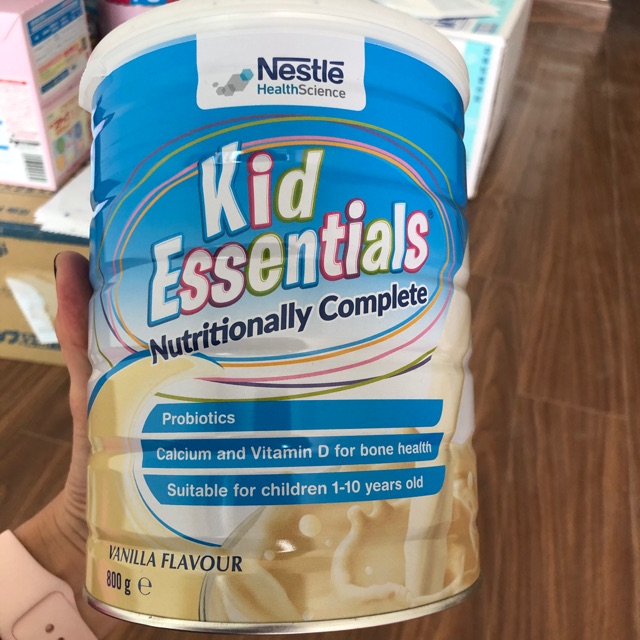 Nestlé
HealthScience
Kid
Essentials®
Nutritionally Complete
Probiotics
Calcium and Vitamin D for bone health
Suitable for children 1-10 years old
VANILLA FLAVOUR
800 g ℮